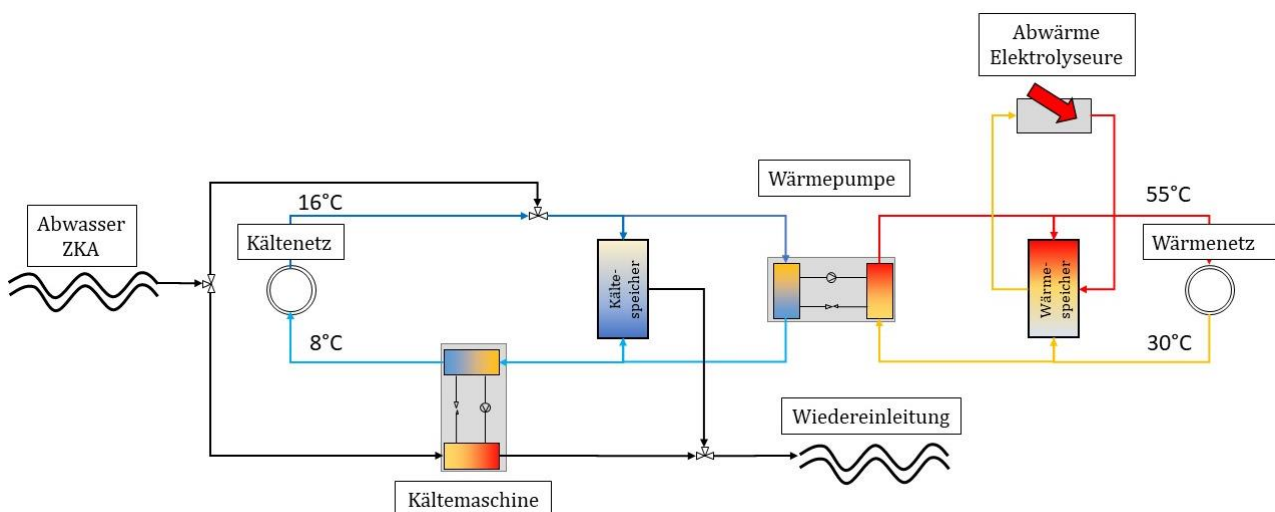 Abwärme
Elektrolyseure
Wärmepumpe
16°C
55°C
Abwasser
ZKA
Kältenetz
Kälte-
speicher
Wärme-
speicher
Wärmenetz
8°C
30°C
Wiedereinleitung
Kältemaschine